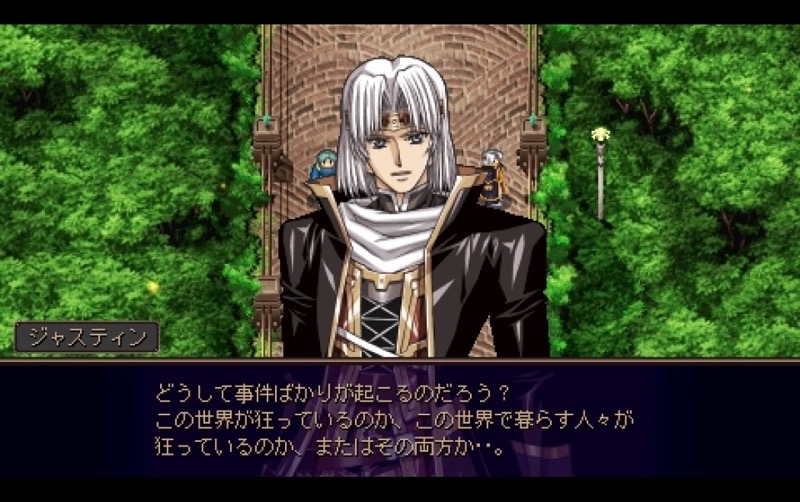 ジャスティン
どうして事件ばかりが起こるのだろう？
この世界が狂っているのか、この世界で暮らす人々が
狂っているのか、またはその両方か‥。